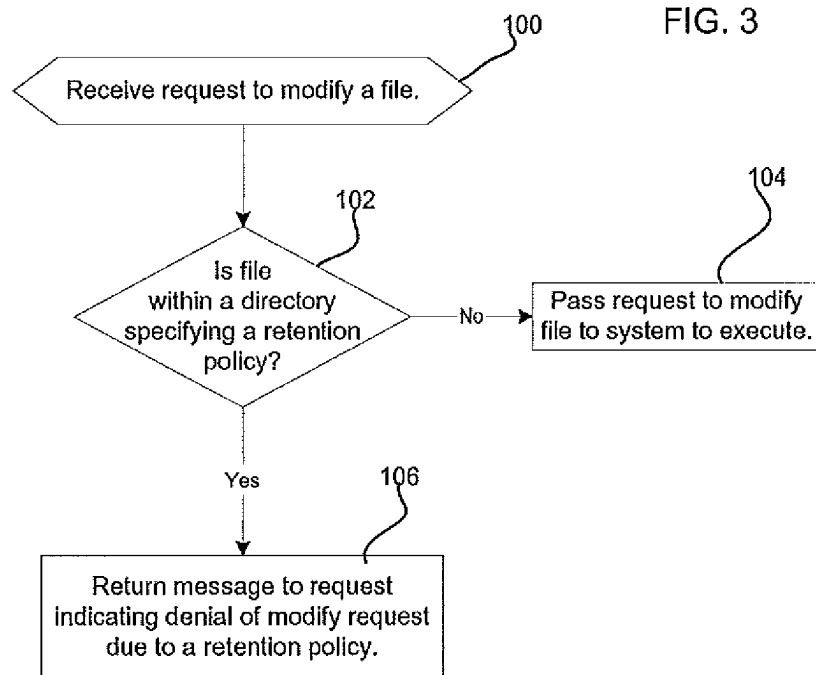 FIG. 3
100
Receive request to modify a file.
102
Is file
within a directory
specifying a retention
policy?
No
104
Pass request to modify
file to system to execute.
Yes
106
Return message to request
indicating denial of modify request
due to a retention policy.